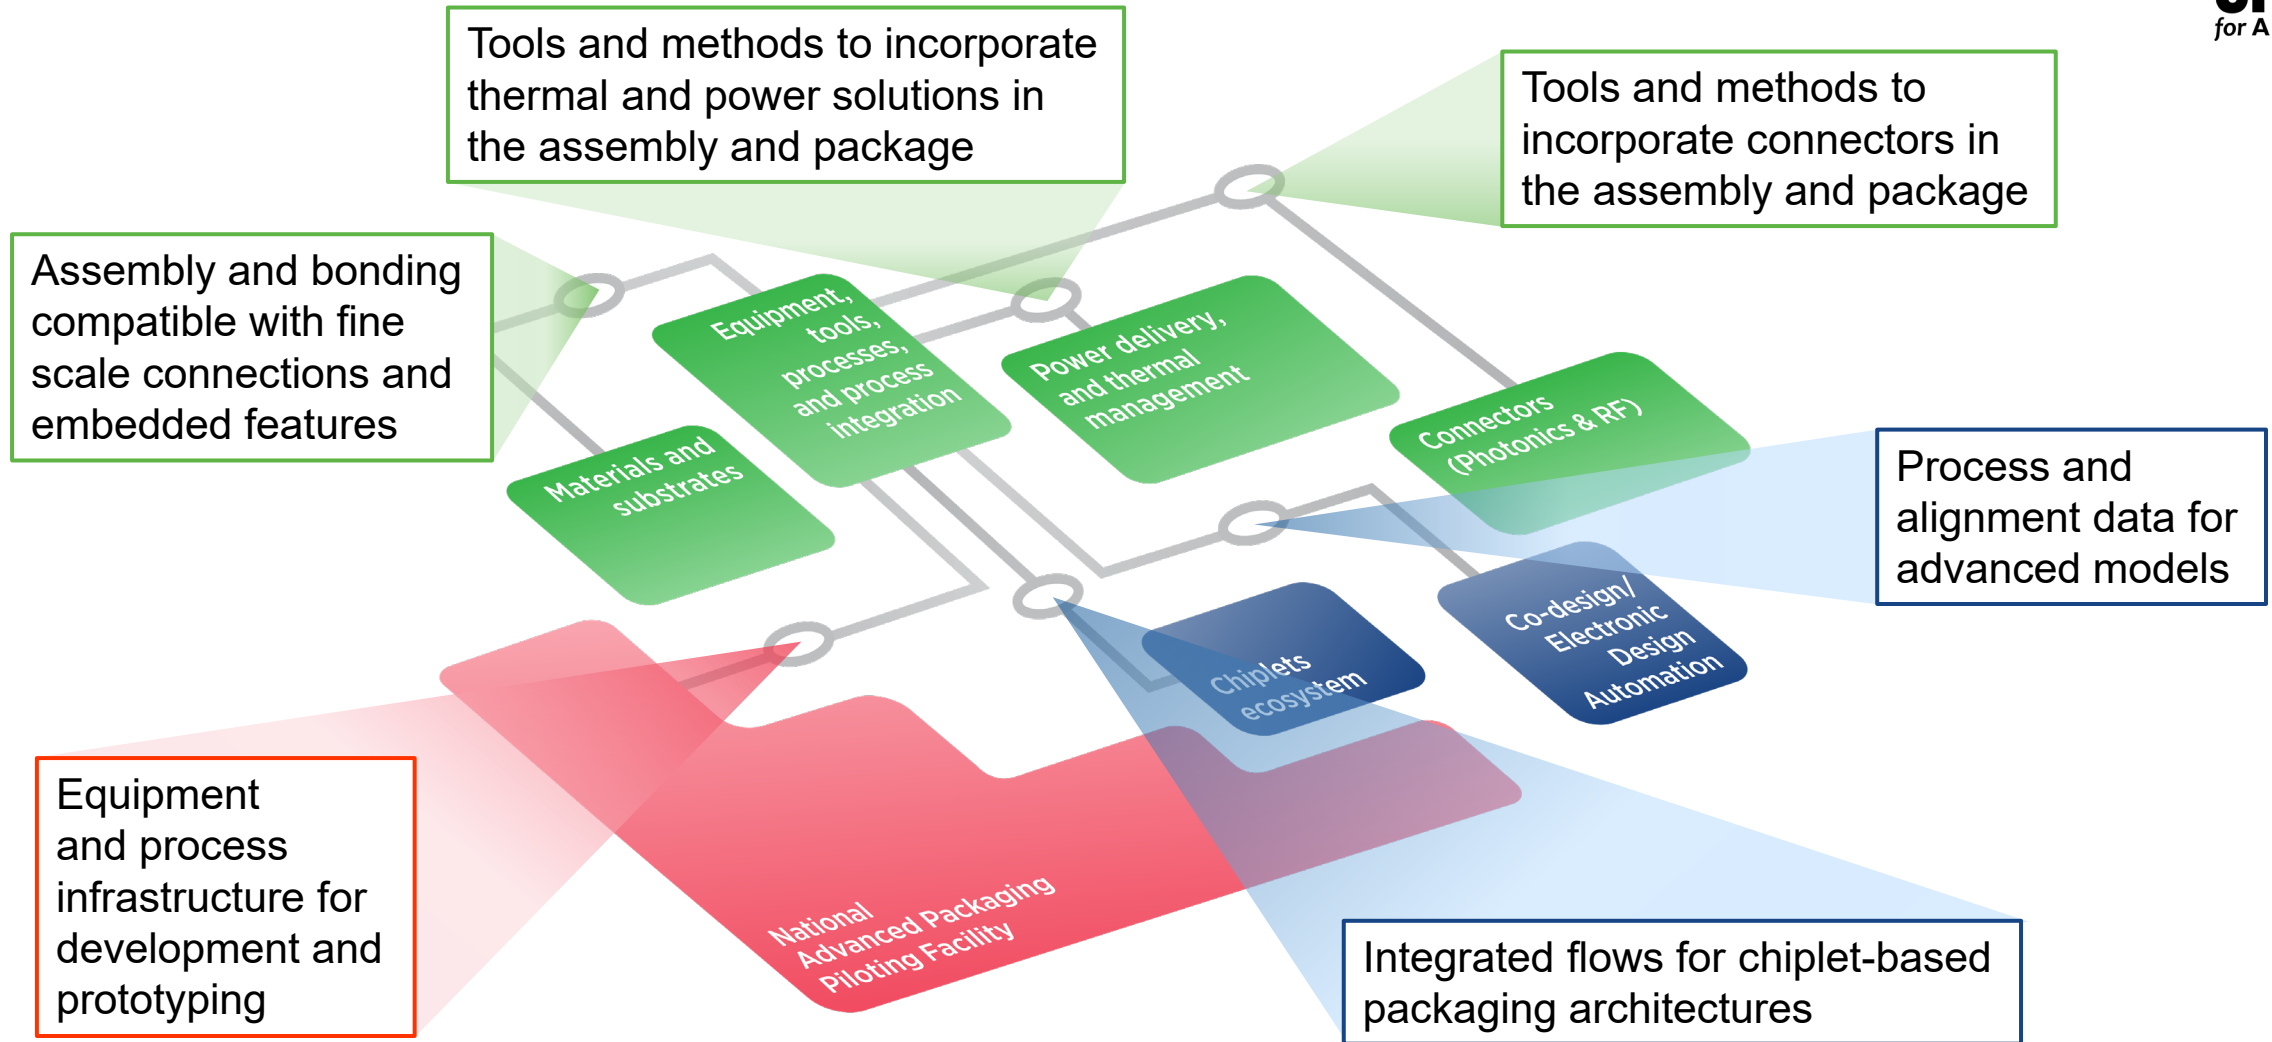 for A
Tools and methods to incorporate
thermal and power solutions in
the assembly and package
Tools and methods to
incorporate connectors in
the assembly and package
Assembly and bonding
compatible with fine
scale connections and
embedded features
Equipment,
tools,
processes,
and process
integration
Power delivery,
and thermal
management
Connectors
(Photonics & RF)
Materials and
substrates
Process and
alignment data for
advanced models
Co-design/
Electronic
Design
Automation
Chiplets
ecosystem
Equipment
and process
infrastructure for
development and
prototyping
National
Advanced Packaging
Piloting Facility
Integrated flows for chiplet-based
packaging architectures